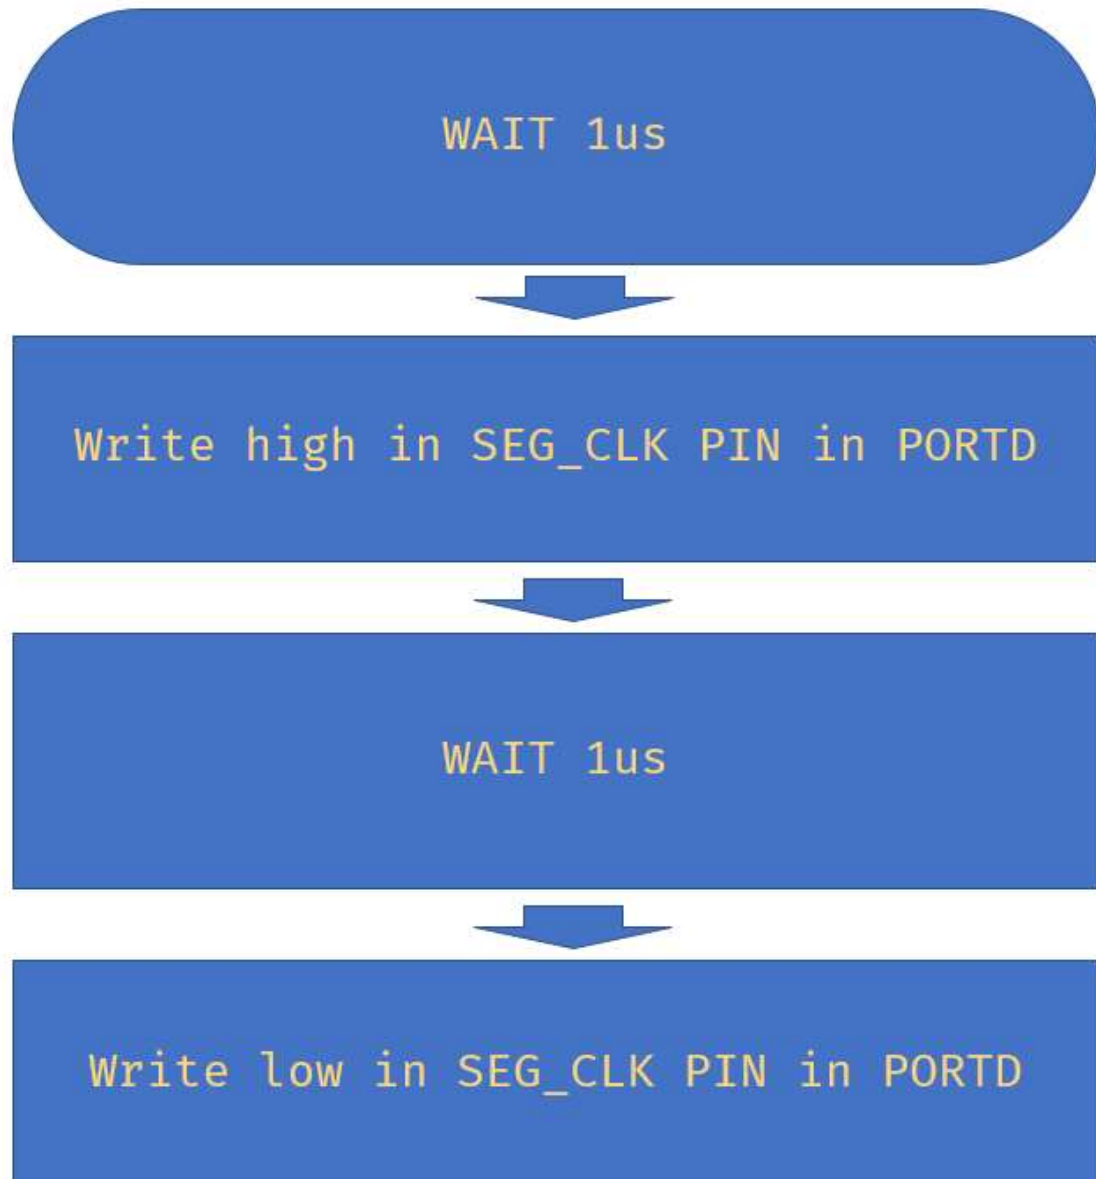 WAIT 1us
Write high in SEG_CLK PIN in PORTD
WAIT 1us
Write low in SEG_CLK PIN in PORTD